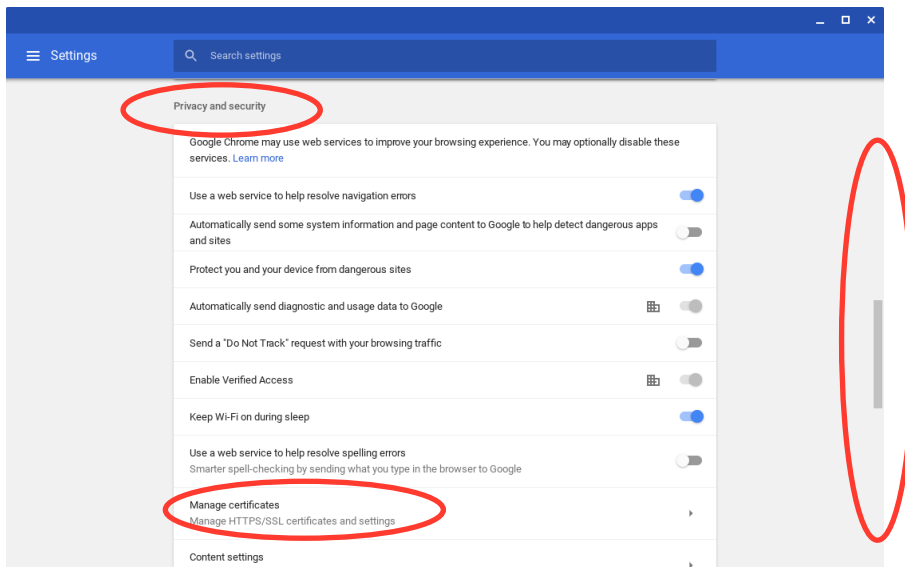 Settings
Search settings
Privacy and security
Google Chrome may use web services to improve your browsing experience. You may optionally disable these
services. Learn more
Use a web service to help resolve navigation errors
Automatically send some system information and page content to Google to help detect dangerous apps
and sites
Protect you and your device from dangerous sites
Automatically send diagnostic and usage data to Google
Send a "Do Not Track" request with your browsing traffic
Enable Verified Access
Keep Wi-Fi on during sleep
Use a web service to help resolve spelling errors
Smarter spell-checking by sending what you type in the browser to Google
Manage certificates
Manage HTTPS/SSL certificates and settings
Content settings